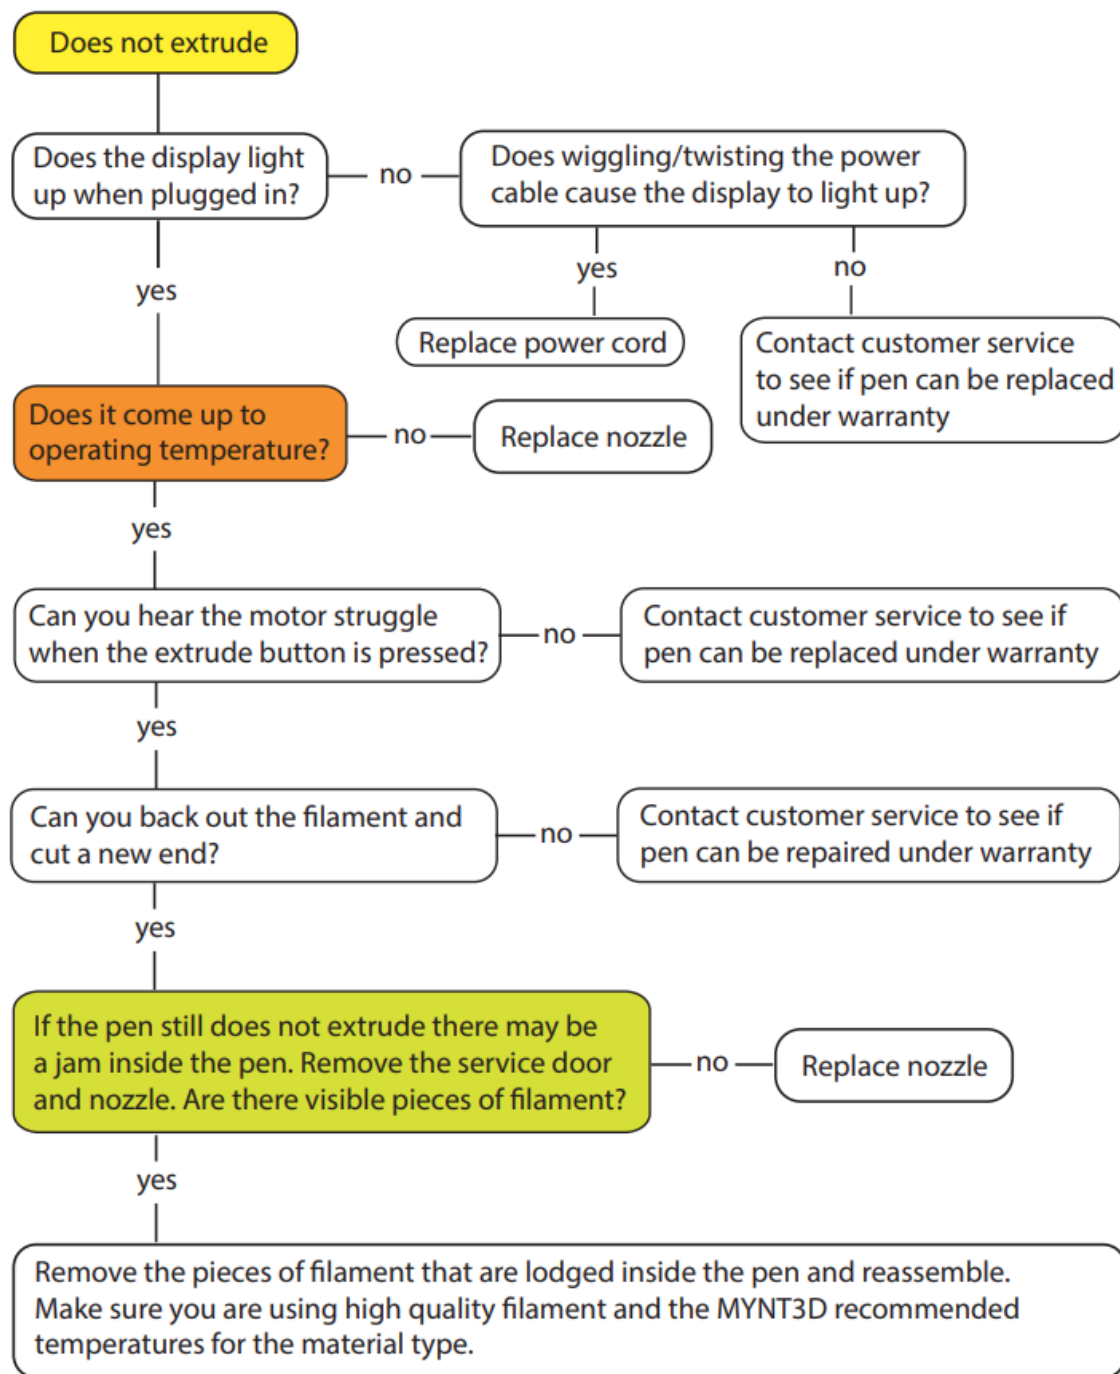 Does not extrude
Does the display light
up when plugged in?
no
Does wiggling/twisting the power
cable cause the display to light up?
yes
yes
no
Replace power cord
Contact customer service
to see if pen can be replaced
under warranty
Does it come up to
operating temperature?
no
Replace nozzle
yes
Can you hear the motor struggle
when the extrude button is pressed?
no
Contact customer service to see if
pen can be replaced under warranty
yes
Can you back out the filament and
cut a new end?
no
Contact customer service to see if
pen can be repaired under warranty
yes
If the pen still does not extrude there may be
a jam inside the pen. Remove the service door
and nozzle. Are there visible pieces of filament?
no
Replace nozzle
yes
Remove the pieces of filament that are lodged inside the pen and reassemble.
Make sure you are using high quality filament and the MYNT3D recommended
temperatures for the material type.